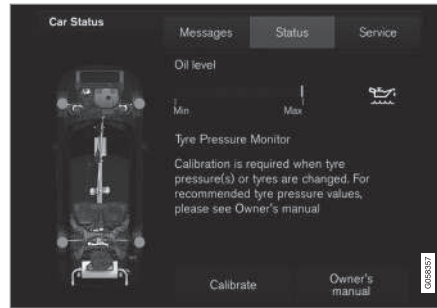 Car Status
Messages
Status
Service
Oil level
Min
Max
Tyre Pressure Monitor
Calibration is required when tyre
pressure(s) or tyres are changed. For
recommended tyre pressure values,
please see Owner's manual
Calibrate
Owner's
manual
G058357